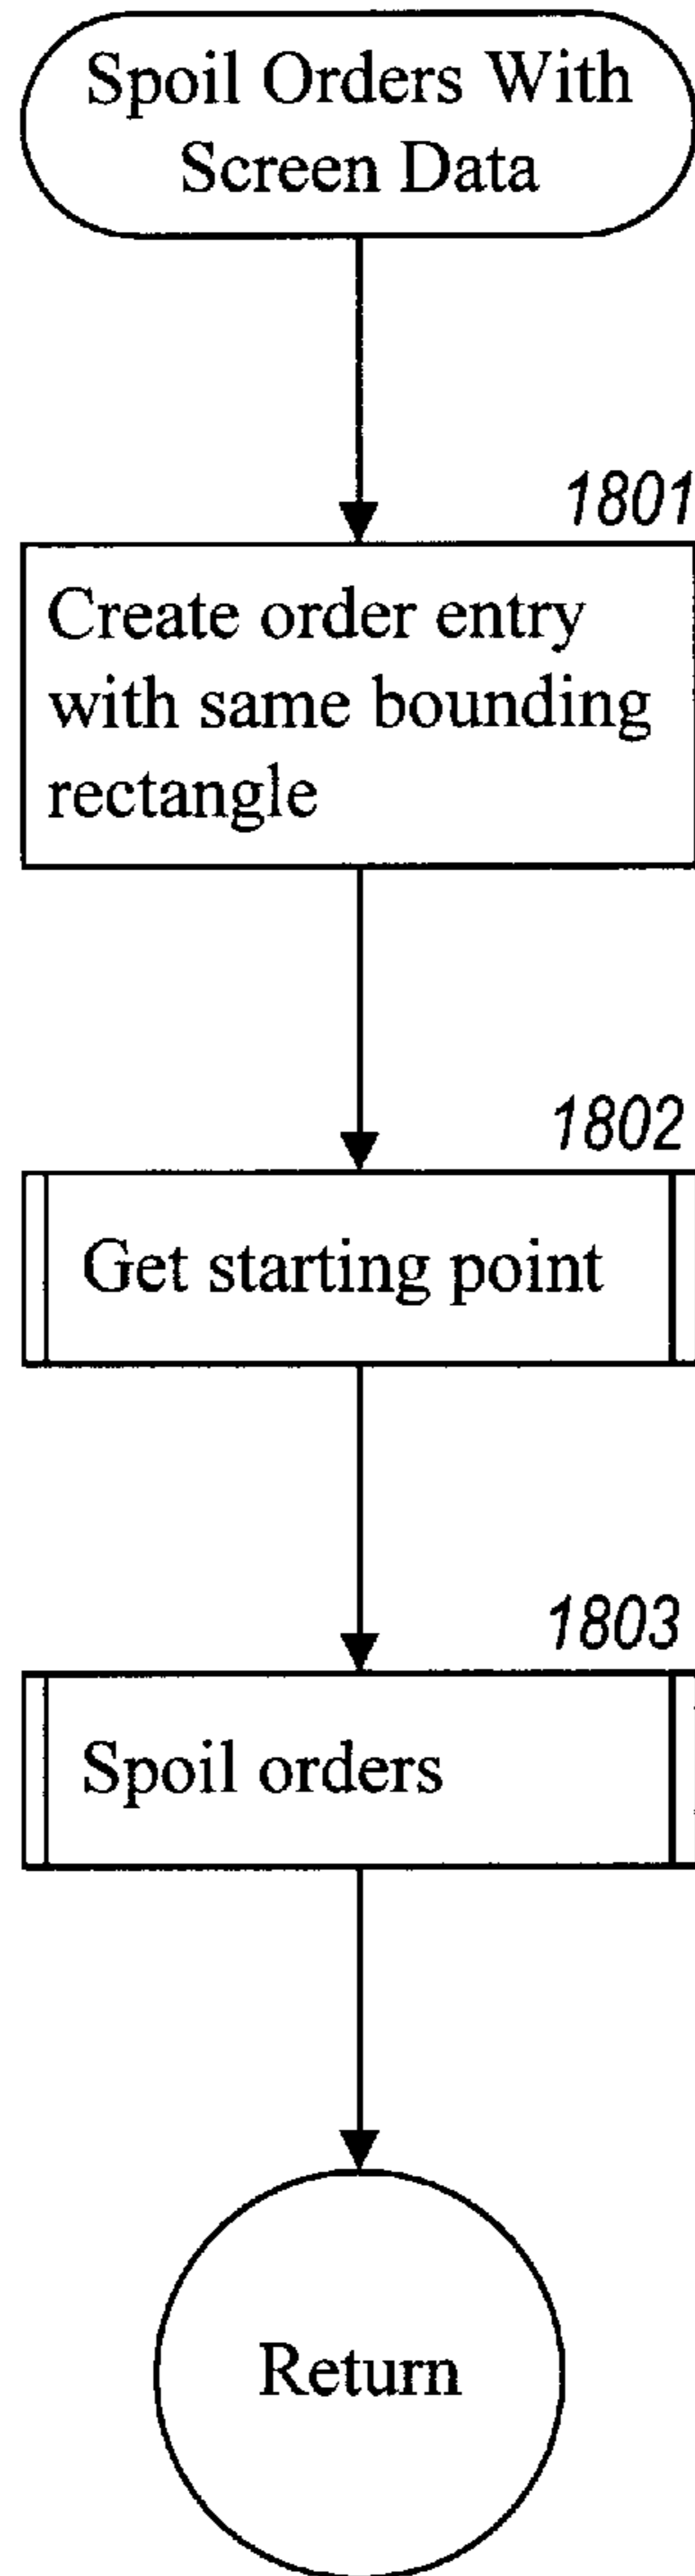 Spoil Orders With
Screen Data
1801
Create order entry
with same bounding
rectangle
1802
Get starting point
1803
Spoil orders
Return